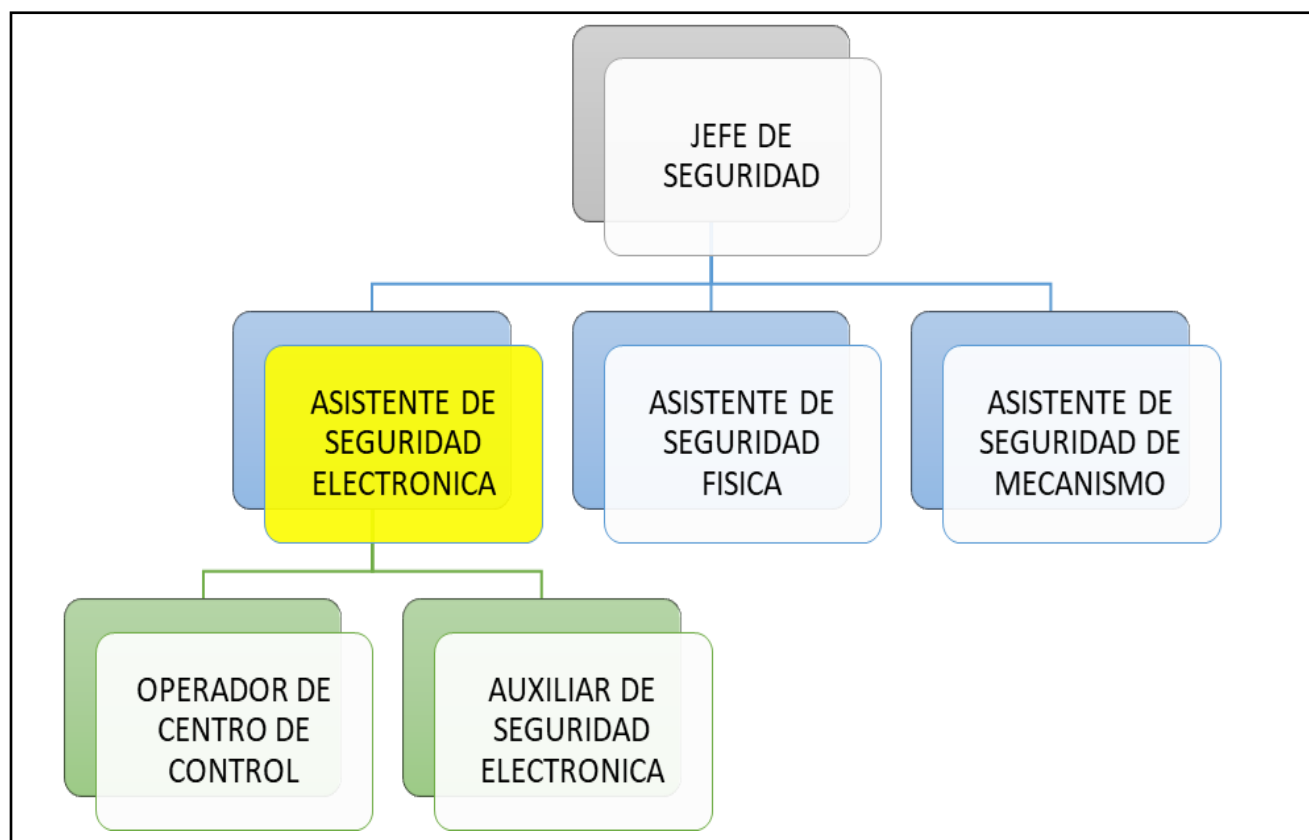 JEFE DE
SEGURIDAD
ASISTENTE DE
SEGURIDAD
ELECTRONICA
ASISTENTE DE
SEGURIDAD
FISICA
ASISTENTE DE
SEGURIDAD DE
MECANISMO
OPERADOR DE
CENTRO DE
CONTROL
AUXILIAR DE
SEGURIDAD
ELECTRONICA